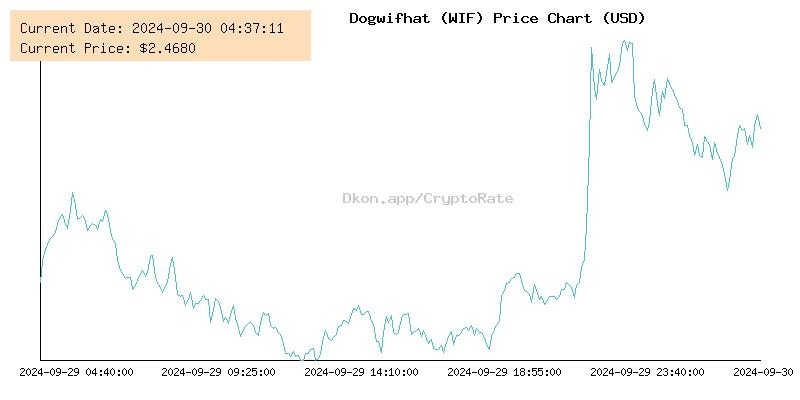 Dogwifhat (WIF) Price Chart (USD)
Current Date: 2024-09-30 04:37:11
Current Price: $2.4680
Dkon.app/CryptoRate
2024-09-29 04:40:00 2024-09-29 09:25:00 2024-09-29 14:10:00 2024-09-29 18:55:00 2024-09-29 23:40:00 2024-09-30